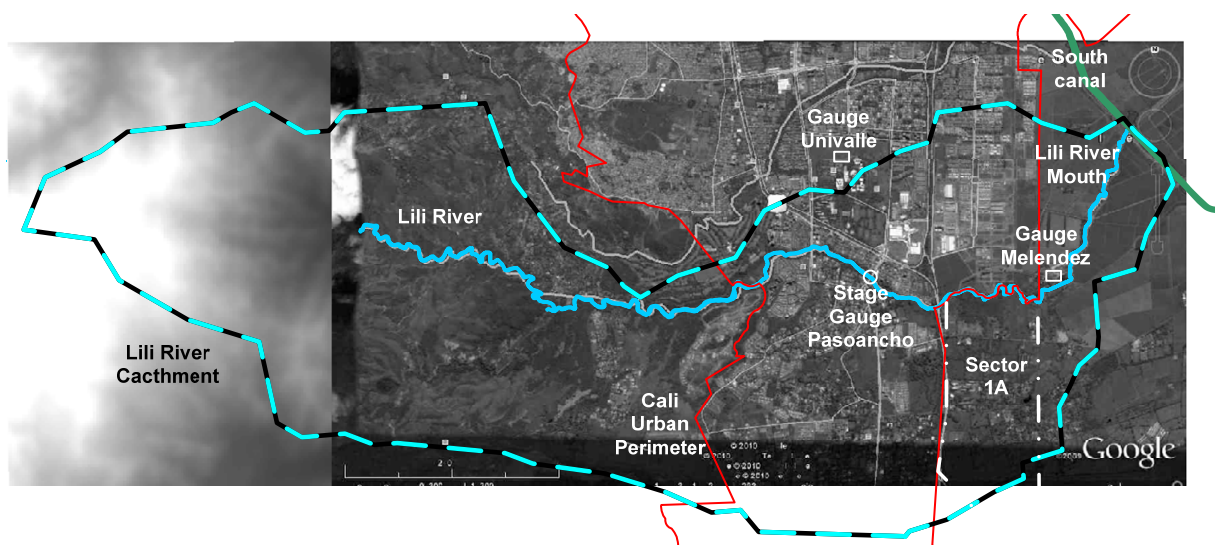 South
canal
Gauge
Univalle
Lili River
Mouth
Lili River
Gauge
Melendez
Stage
Gauge
Pasoancho
Lili River
Cacthment
Sector
1A
Cali
Urban
Perimeter
© 2010
Google